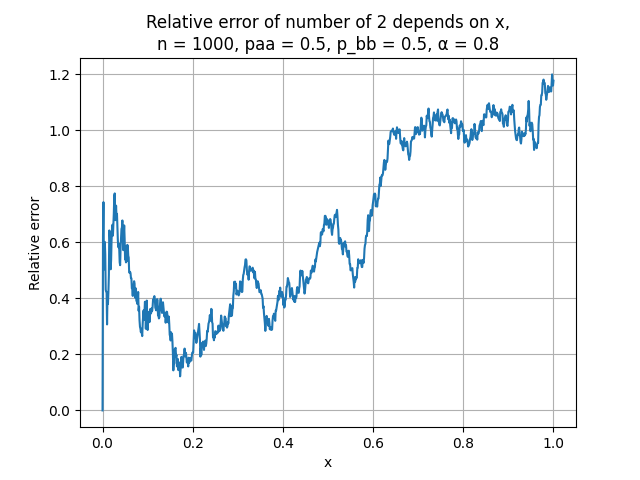 Relative error of number of 2 depends on x,
n = 1000, paa = 0.5, p_bb = 0.5, α = 0.8
1.2
1.0
0.8
0.6
0.4
0.2
0.0
Relative error
0.0 0.2 0.4 0.6 0.8 1.0
x